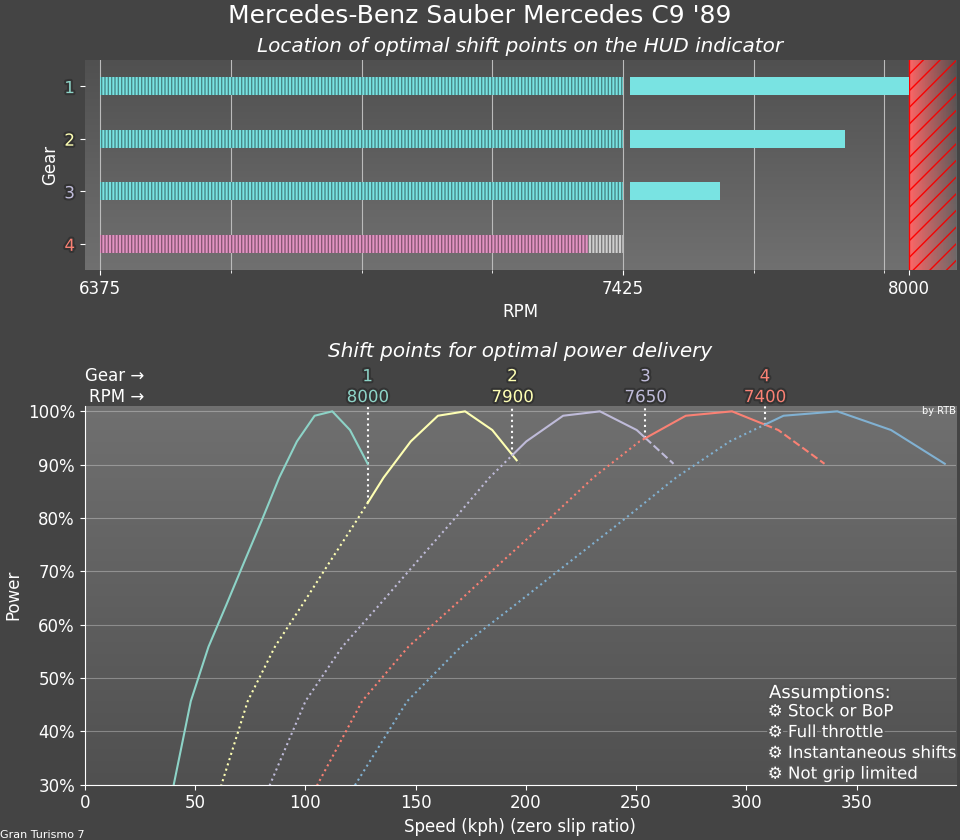 Mercedes-Benz Sauber Mercedes C9 '89
Location of optimal shift points on the HUD indicator
Gear
1
2
3
4
6375 7425 8000
RPM
Shift points for optimal power delivery
Gear → 1 2 3 4
RPM → 8000 7900 7650 7400
by RTB
Power
100%
90%
80%
70%
60%
50%
40%
30%
Assumptions:
⚙ Stock or BoP
⚙ Full throttle
⚙ Instantaneous shifts
⚙ Not grip limited
0 50 100 150 200 250 300 350
Speed (kph) (zero slip ratio)
Gran Turismo 7